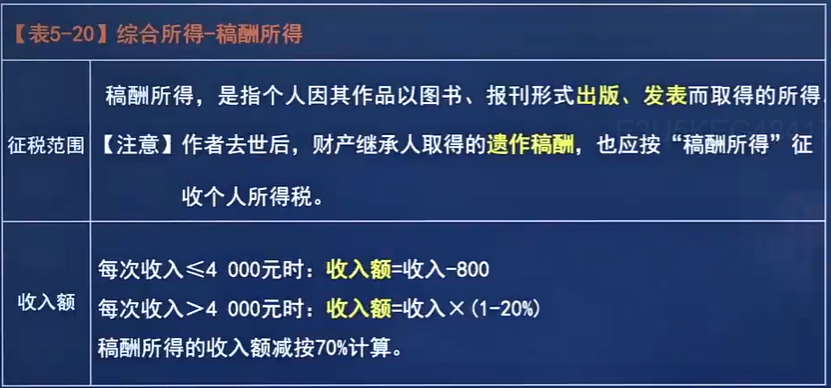 【表5-20】综合所得-稿酬所得
稿酬所得，是指个人因其作品以图书、报刊形式出版、发表而取得的所得.
征税范围
【注意】作者去世后，财产继承人取得的遗作稿酬，也应按“稿酬所得”征
收个人所得税。
每次收入≤4 000元时：收入额=收入-800
收入额
每次收入＞4 000元时：收入额=收入×(1-20%)
稿酬所得的收入额减按70%计算。